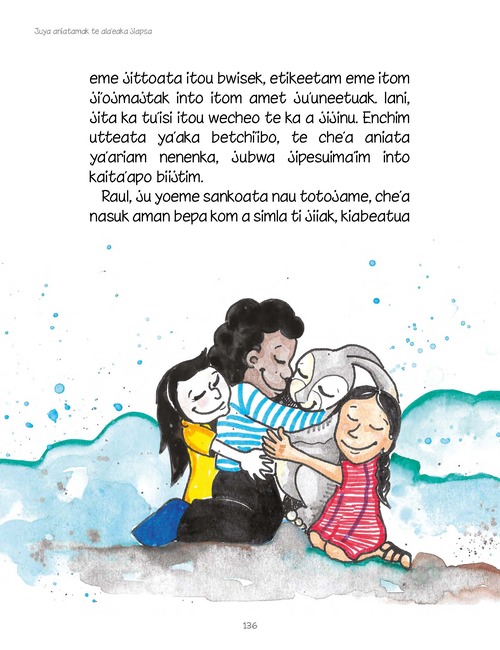 Juya aniatamak te ala'eaka jiapsa
eme jittoata itou bwisek, etikeetam eme itom
ji'ojmajtak into itom amet ju'uneetuak. Iani,
jita ka tu'isi itou wecheo te ka a jijinu. Enchim
utteata ya'aka betchi'ibo, te che'a aniata
ya'ariam nenenka, jubwa jipesuima'im into
kaita'apo biijtim.
Raul, ju yoeme sankoata nau totojame, che'a
nasuk aman bepa kom a simla ti jiiak, kiabeatua
136